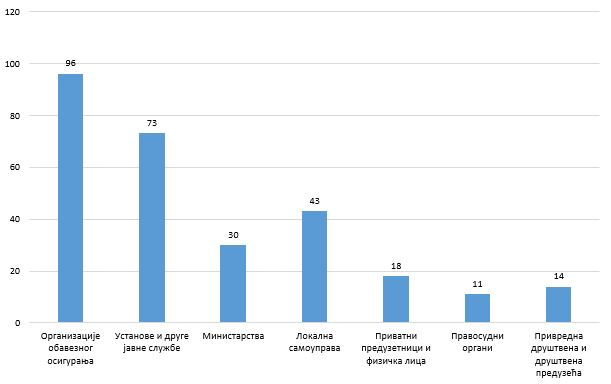 120
100
80
60
40
20
0
96
73
30
43
18
11
14
Организације
обавезног
осигурања
Установе и друге
јавне службе
Министарства
Локална
самоуправа
Приватни
предузетници и
физичка лица
Правосудни
органи
Привредна
друштвена и
друштвена
предузећа